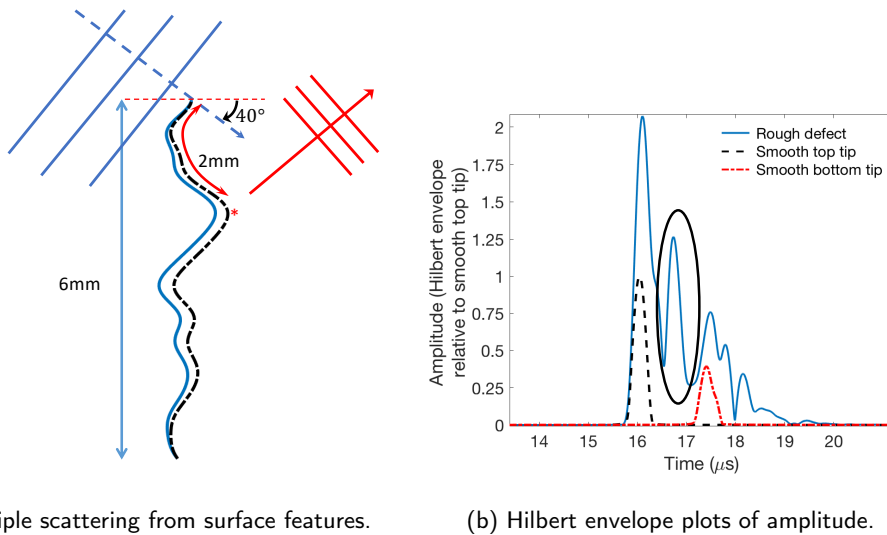 40°
2mm
*
6mm
Amplitude (Hilbert envelope
relative to smooth top tip)
2
1.75
1.5
1.25
1
0.75
0.5
0.25
0
Rough defect
Smooth top tip
Smooth bottom tip
14 15 16 17 18 19 20
Time (μs)
iple scattering from surface features.
(b) Hilbert envelope plots of amplitude.